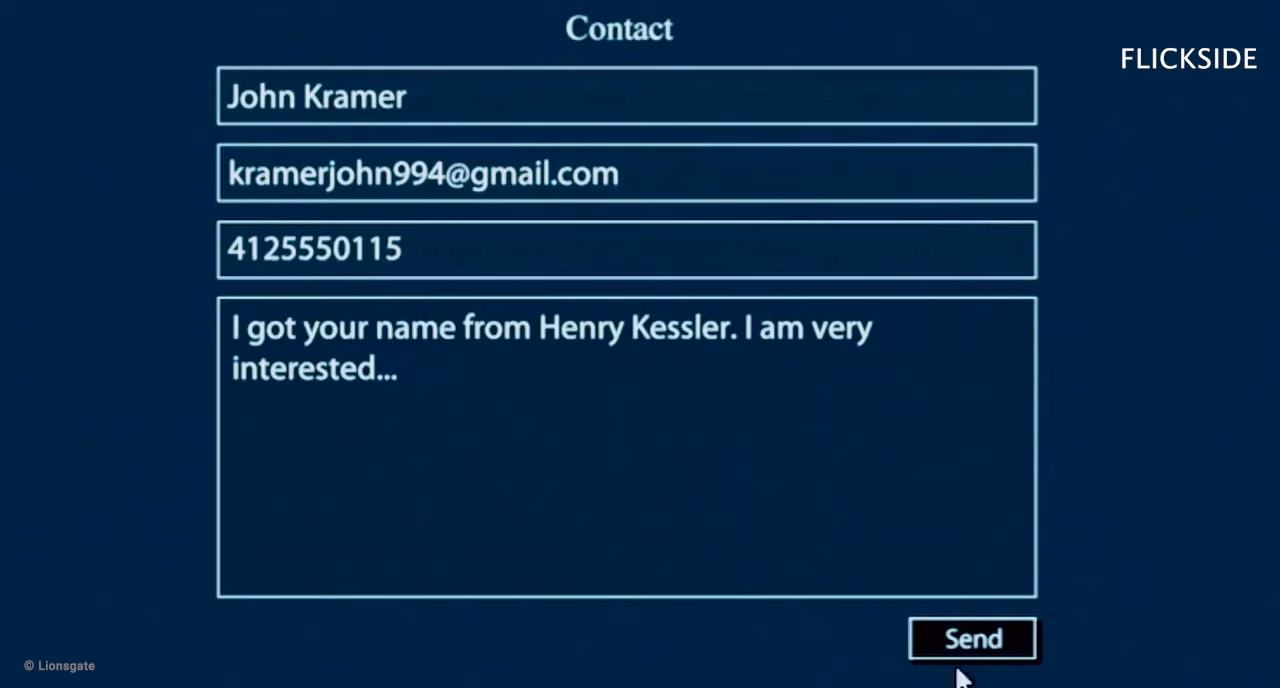 Contact
FLICKSIDE
John Kramer
kramerjohn994@gmail.com
4125550115
I got your name from Henry Kessler. I am very
interested...
Send
© Lionsgate